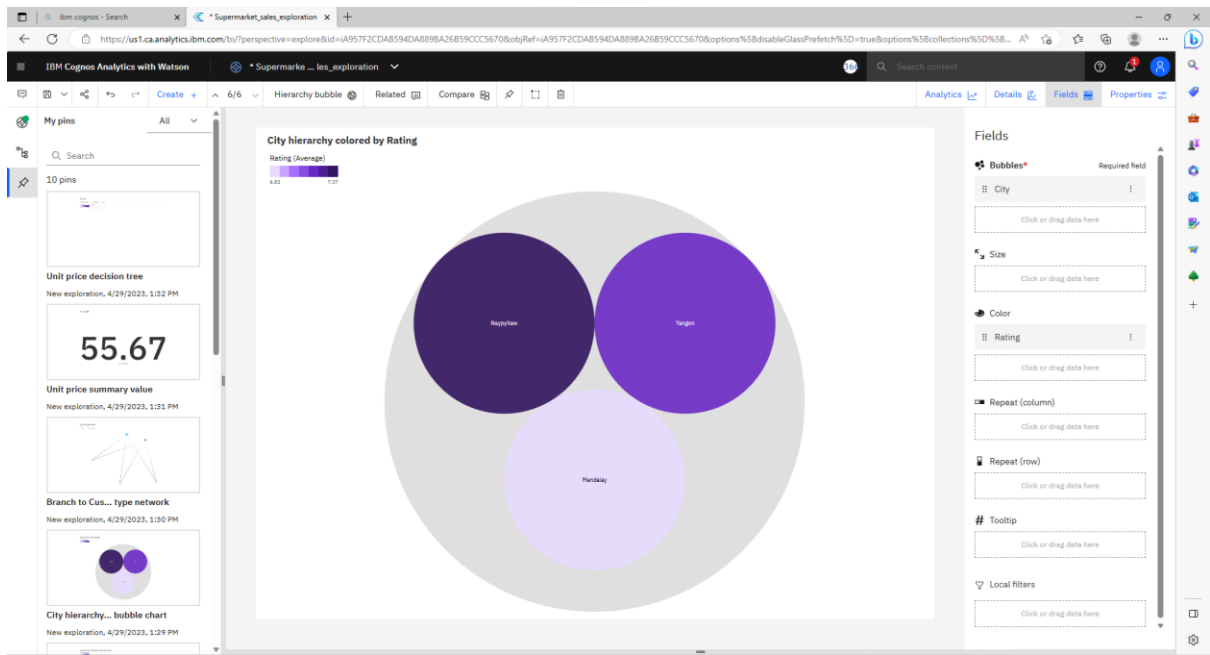 ibm cognos - Search
* Supermarket_sales_exploration
https://us1.ca.analytics.ibm.com/bi/?perspective=explore&id=iA957F2CDAB594DA889BA26B59CCC5670&objRef=iA957F2CDAB594DA889BA26B59CCC5670&options%5BdisableGlassPrefetch%5D=true&options%5Bcollections%5D%5B...
IBM Cognos Analytics with Watson
* Supermarke ... les_exploration
Search content
Create +
6/6
Hierarchy bubble
Related
Compare
Analytics
Details
Fields
Properties
My pins
All
Search
10 pins
Unit price decision tree
New exploration, 4/29/2023, 1:32 PM
55.67
Unit price summary value
New exploration, 4/29/2023, 1:31 PM
Branch to Cus... type network
New exploration, 4/29/2023, 1:30 PM
City hierarchy... bubble chart
New exploration, 4/29/2023, 1:29 PM
City hierarchy colored by Rating
Rating (Average)
6.82 7.07
Naypyitaw
Yangon
Mandalay
Fields
Bubbles* Required field
City
Click or drag data here
Size
Click or drag data here
Color
Rating
Click or drag data here
Repeat (column)
Click or drag data here
Repeat (row)
Click or drag data here
# Tooltip
Click or drag data here
Local filters
Click or drag data here